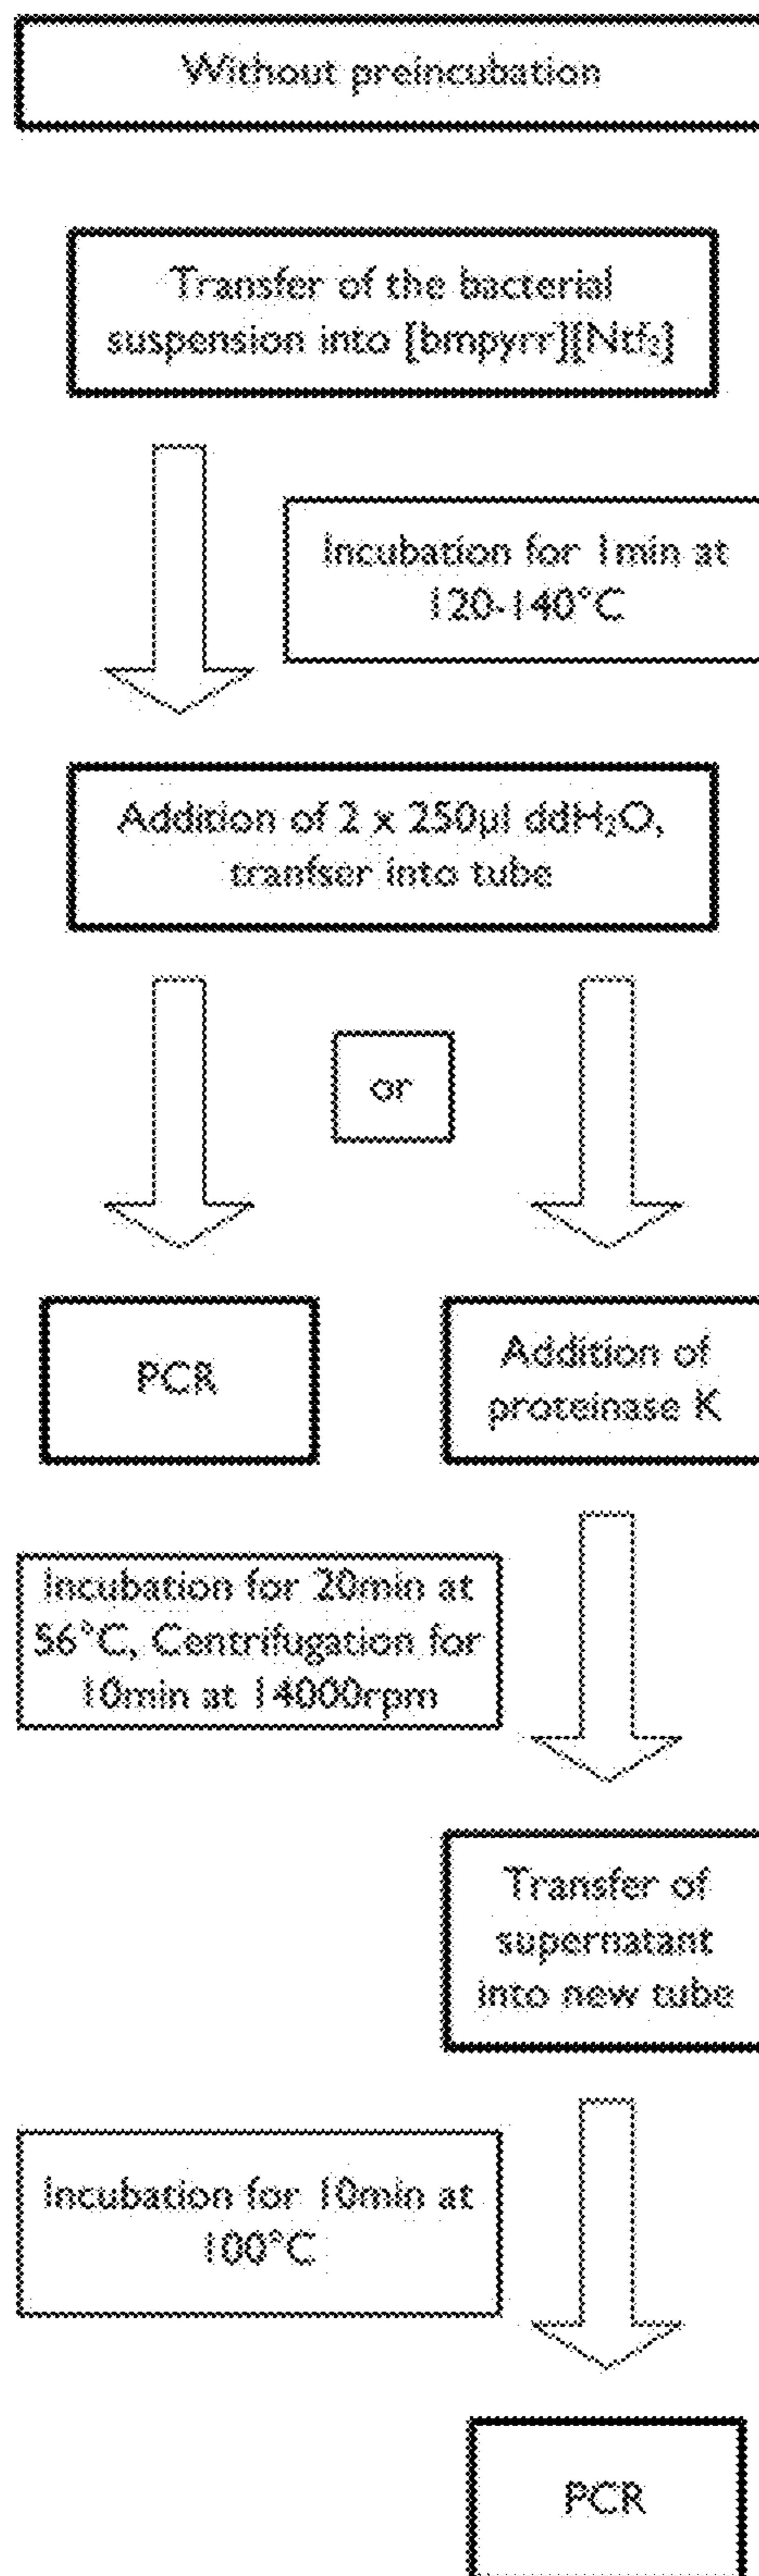 Without preincubation
Transfer of the bacterial
suspension into [bmpyrr][Ntf₂]
Incubation for 1min at
120-140°C
Addition of 2 x 250µl ddH₂O,
tranfser into tube
or
PCR
Addition of
proteinase K
Incubation for 20min at
56°C, Centrifugation for
10min at 14000rpm
Transfer of
supernatant
into new tube
Incubation for 10min at
100°C
PCR